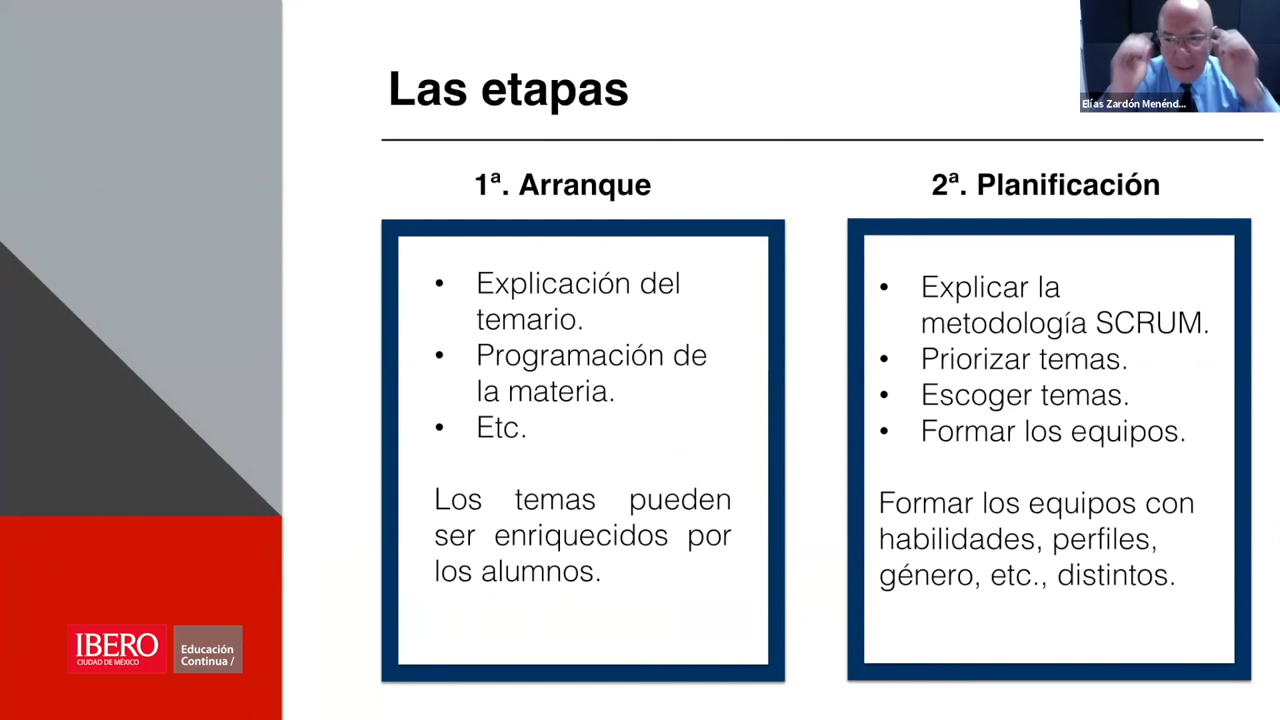 Las etapas
Elías Zardón Menénd...
1ª. Arranque
• Explicación del
temario.
• Programación de
la materia.
• Etc.
Los temas pueden
ser enriquecidos por
los alumnos.
2ª. Planificación
• Explicar la
metodología SCRUM.
• Priorizar temas.
• Escoger temas.
• Formar los equipos.
Formar los equipos con
habilidades, perfiles,
género, etc., distintos.
IBERO
CIUDAD DE MÉXICO
Educación
Continua /